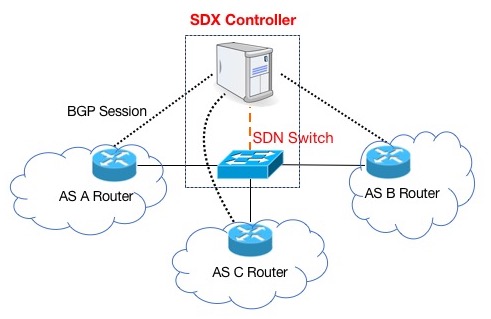 SDX Controller
BGP Session
SDN Switch
AS A Router
AS B Router
AS C Router